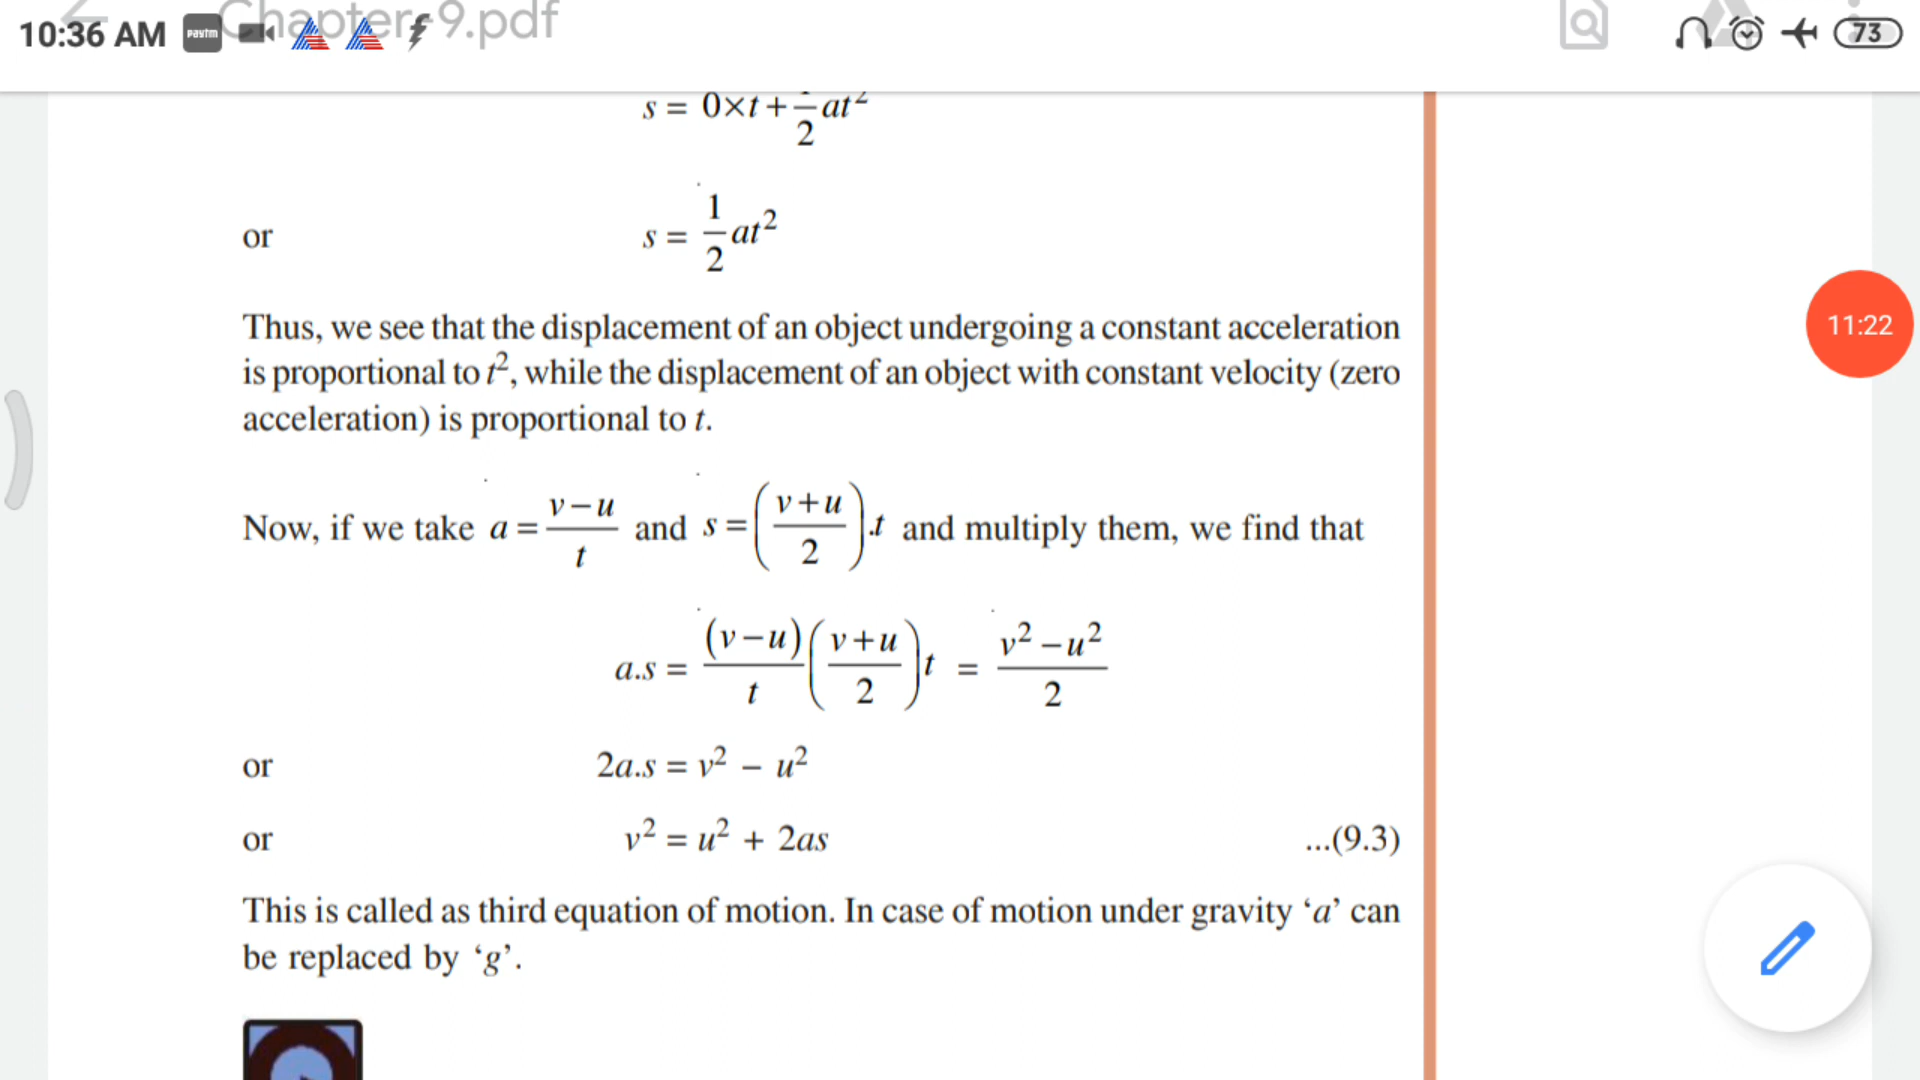 10:36 AM Paytm Chapter-9.pdf 73
s = 0×t + 1/2 at²
or s = 1/2 at²
11:22
Thus, we see that the displacement of an object undergoing a constant acceleration
is proportional to t², while the displacement of an object with constant velocity (zero
acceleration) is proportional to t.
Now, if we take a = (v – u)/t and s = ((v + u)/2).t and multiply them, we find that
a.s = (v – u)/t ((v + u)/2) t = (v² – u²)/2
or 2a.s = v² – u²
or v² = u² + 2as ...(9.3)
This is called as third equation of motion. In case of motion under gravity ‘a’ can
be replaced by ‘g’.